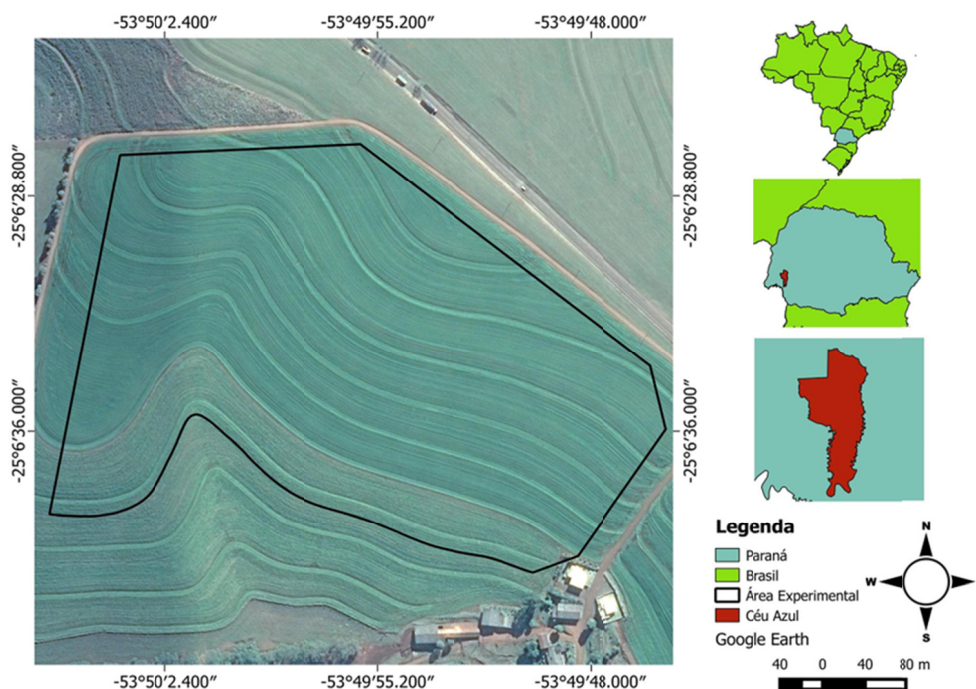 -53°50′2.400″ -53°49′55.200″ -53°49′48.000″
-25°6′28.800″ -25°6′28.800″
-25°6′36.000″ -25°6′36.000″
-53°50′2.400″ -53°49′55.200″ -53°49′48.000″
Legenda
Paraná
Brasil
Área Experimental
Céu Azul
Google Earth
N
W E
S
40 0 40 80 m